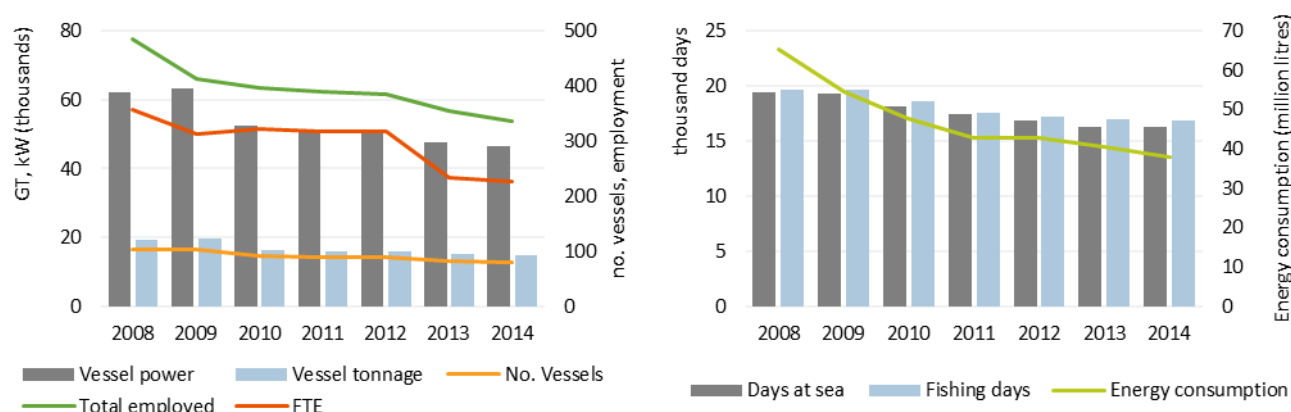 GT, kW (thousands)
80
60
40
20
0
500
400
300
200
100
0
no. vessels, employment
2008 2009 2010 2011 2012 2013 2014
Vessel power Vessel tonnage No. Vessels
Total employed FTE
thousand days
25
20
15
10
5
0
70
60
50
40
30
20
10
0
Energy consumption (million litres)
2008 2009 2010 2011 2012 2013 2014
Days at sea Fishing days Energy consumption